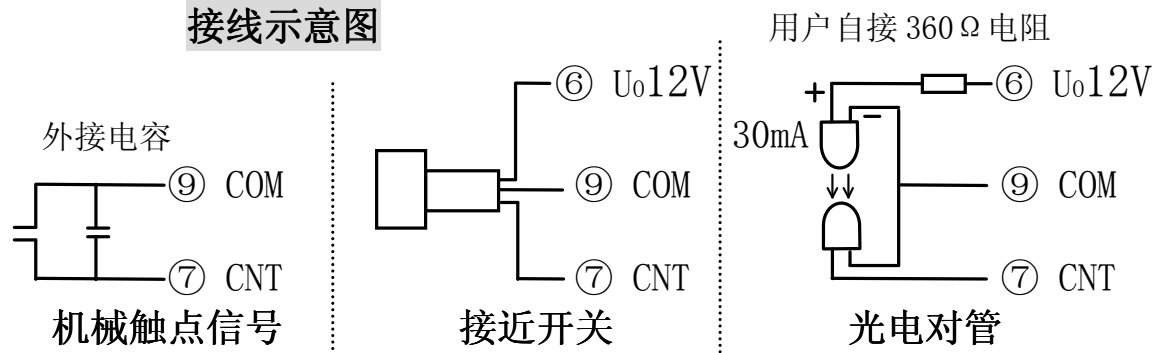 接线示意图
外接电容
⑨ COM
⑦ CNT
机械触点信号
⑥ U₀12V
⑨ COM
⑦ CNT
接近开关
用户自接 360Ω 电阻
+
⑥ U₀12V
−
30mA
⑨ COM
⑦ CNT
光电对管